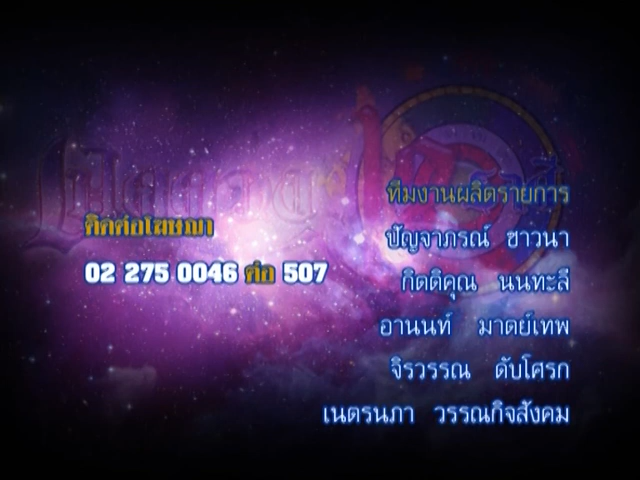 ติดต่อโฆษณา
02 275 0046 ต่อ 507
ทีมงานผลิตรายการ
ปัญจาภรณ์ ชาวนา
กิตติคุณ นนทะลี
อานนท์ มาตย์เทพ
จิรวรรณ ดับโศรก
เนตรนภา วรรณกิจสังคม